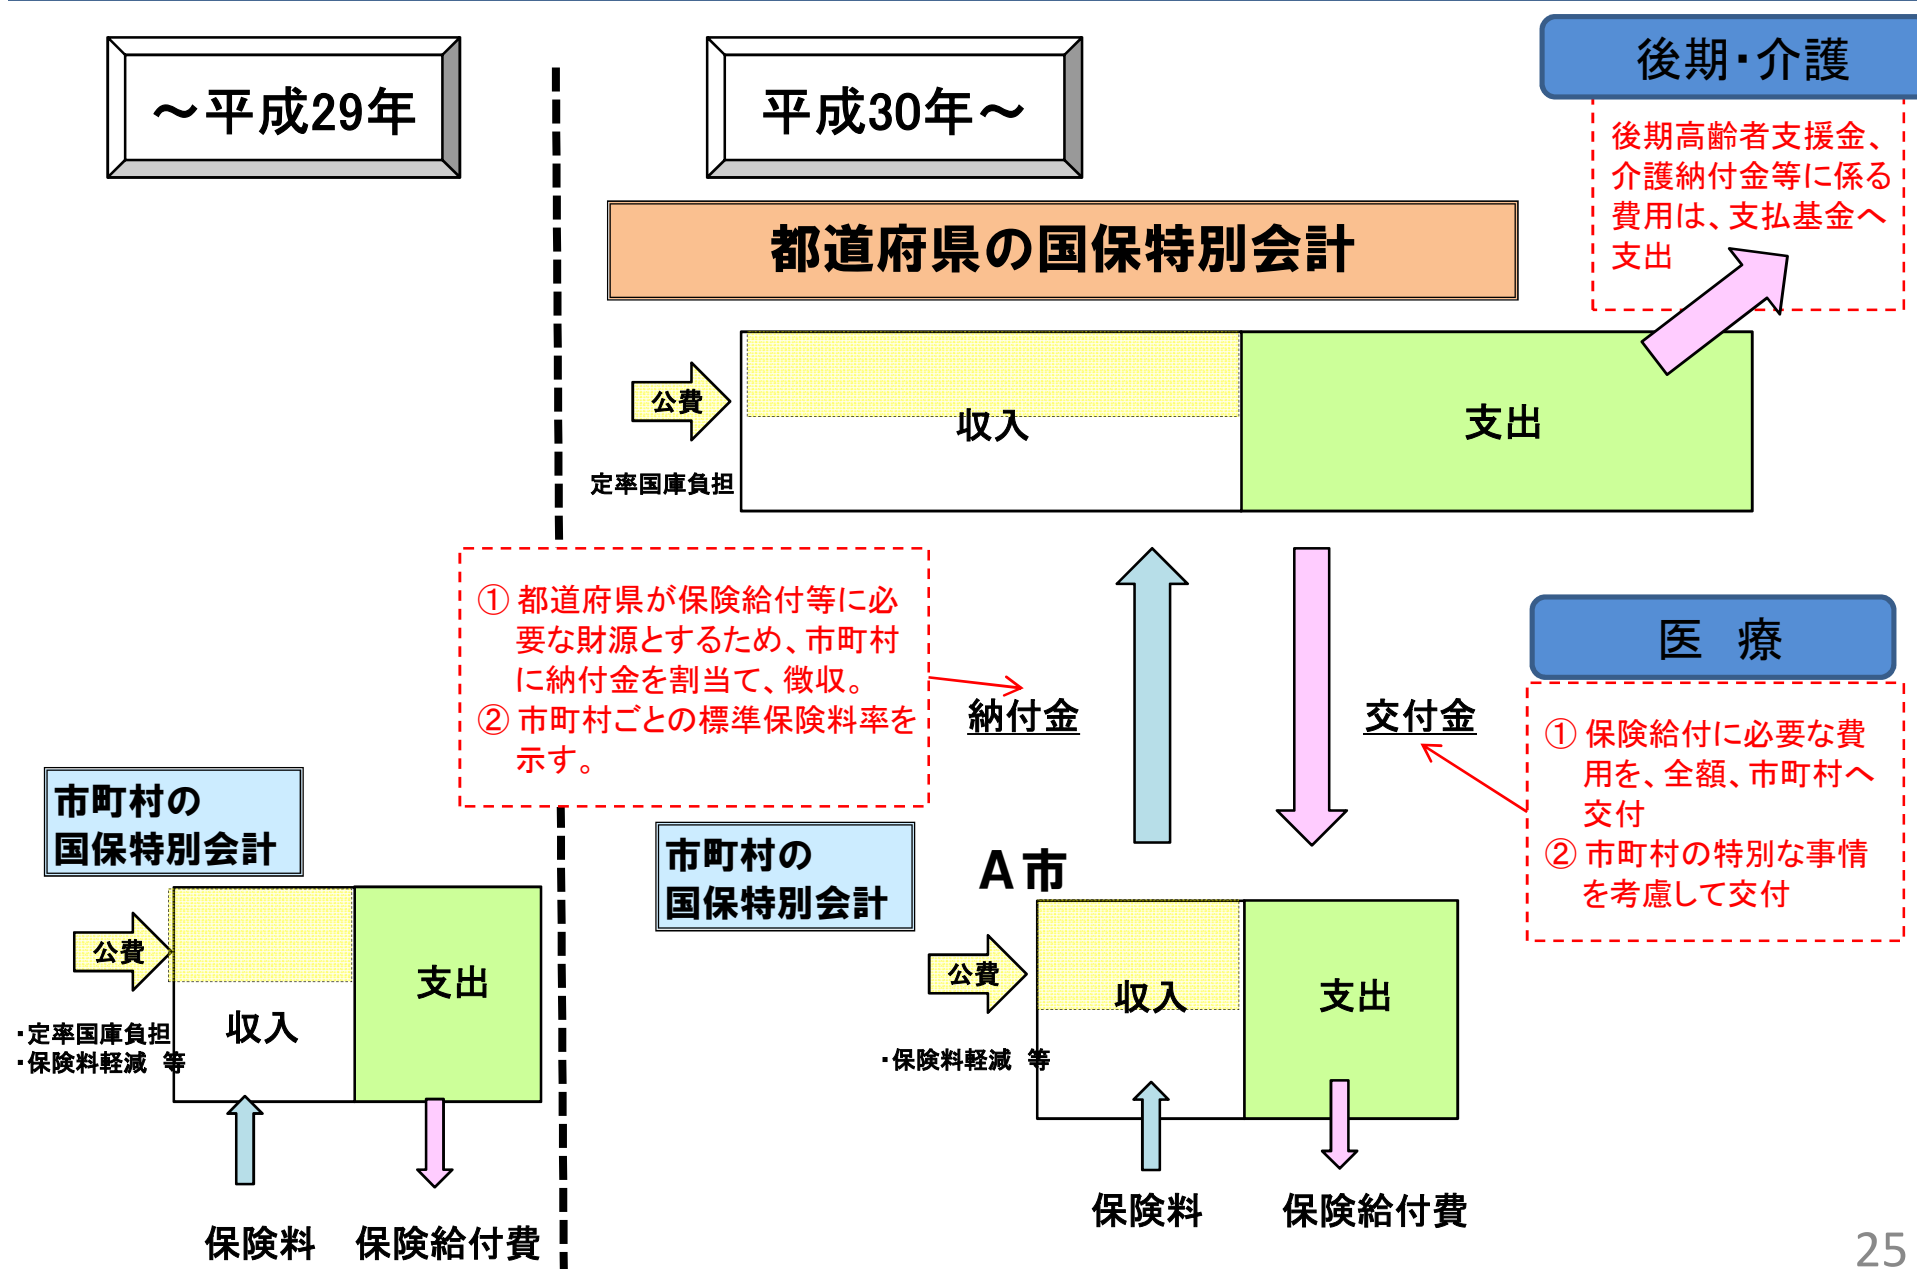 ～平成29年
平成30年～
後期・介護
後期高齢者支援金、
介護納付金等に係る
費用は、支払基金へ
支出
都道府県の国保特別会計
公費
収入
支出
定率国庫負担
① 都道府県が保険給付等に必
要な財源とするため、市町村
に納付金を割当て、徴収。
② 市町村ごとの標準保険料率を
示す。
納付金
交付金
医　療
① 保険給付に必要な費
用を、全額、市町村へ
交付
② 市町村の特別な事情
を考慮して交付
市町村の
国保特別会計
公費
収入
支出
・定率国庫負担
・保険料軽減　等
保険料
保険給付費
市町村の
国保特別会計
A市
公費
収入
支出
・保険料軽減　等
保険料
保険給付費
25